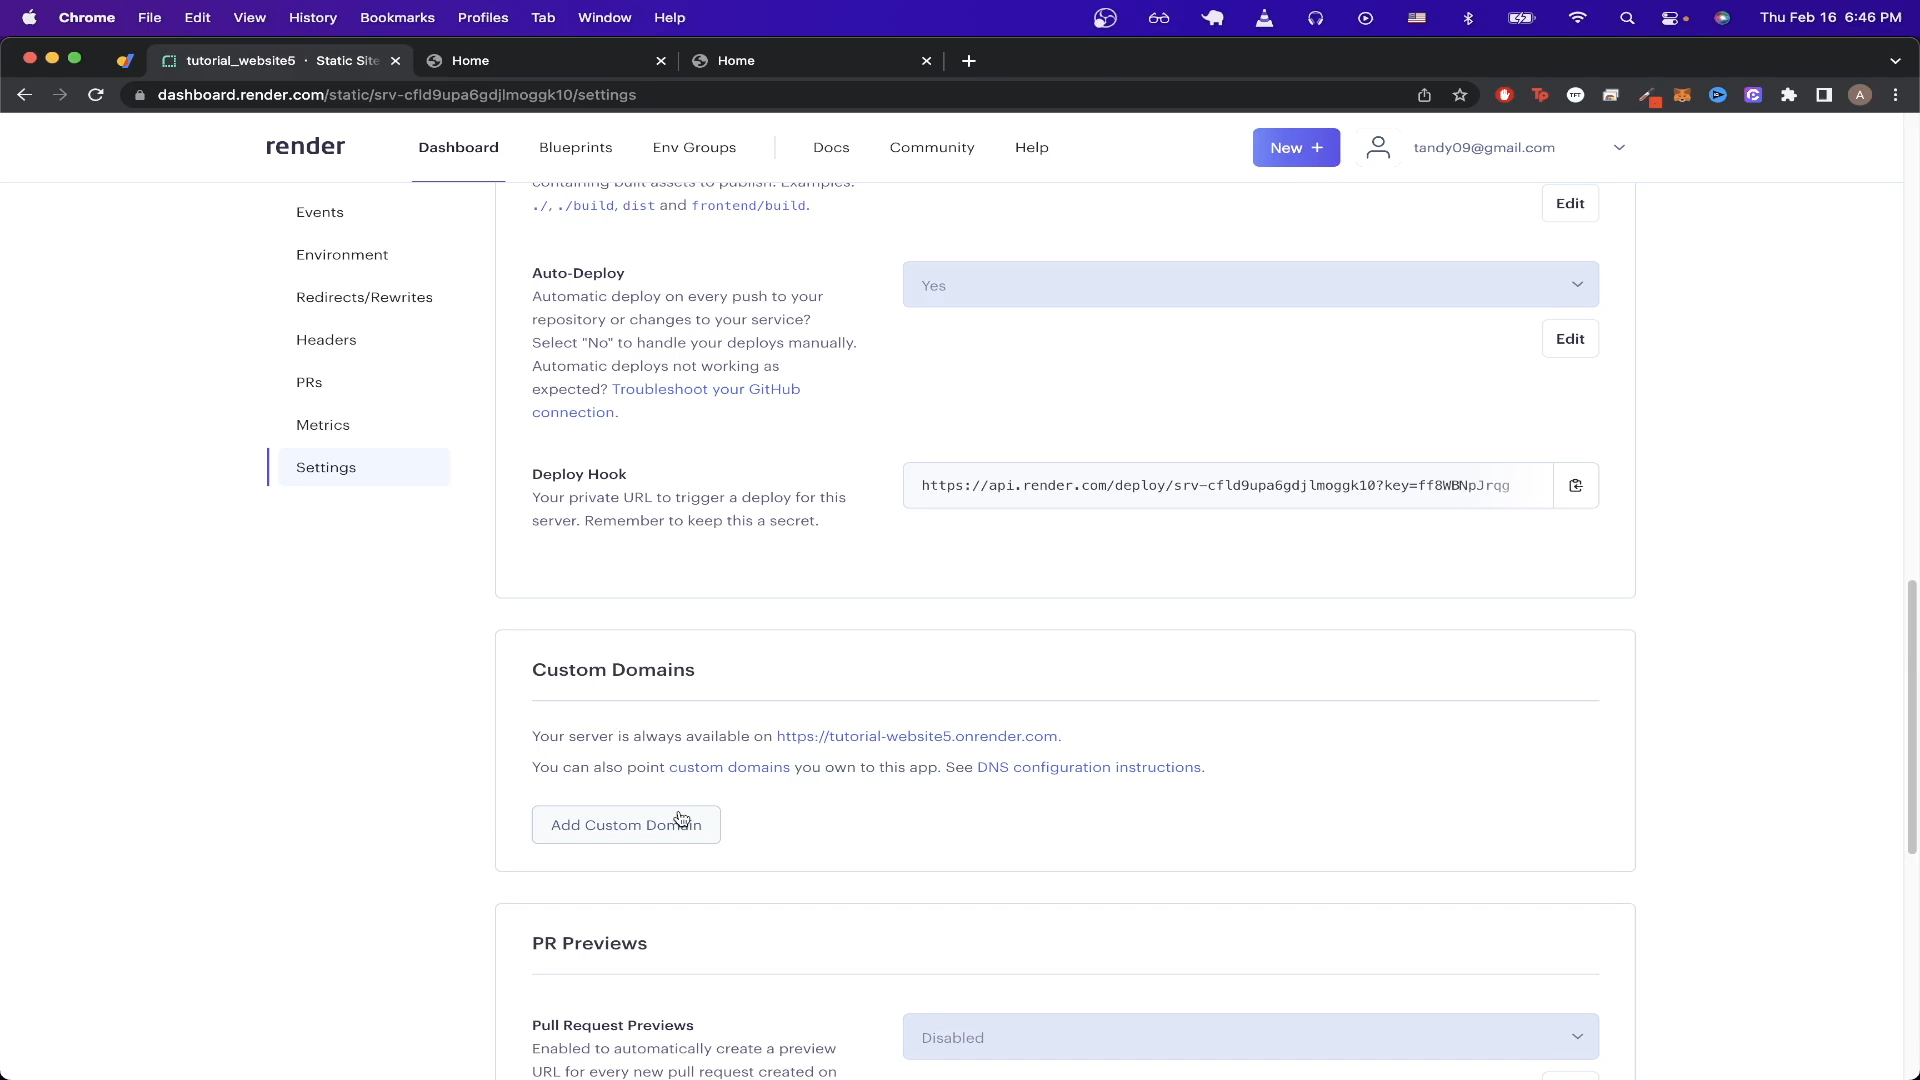 Chrome File Edit View History Bookmarks Profiles Tab Window Help Thu Feb 16 6:46 PM
tutorial_website5 · Static Site Home Home
dashboard.render.com/static/srv-cfld9upa6gdjlmoggk10/settings
render Dashboard Blueprints Env Groups Docs Community Help New + tandy09@gmail.com
containing built assets to publish. Examples:
./, ./build, dist and frontend/build.
Edit
Events
Environment
Redirects/Rewrites
Headers
PRs
Metrics
Settings
Auto-Deploy
Automatic deploy on every push to your
repository or changes to your service?
Select "No" to handle your deploys manually.
Automatic deploys not working as
expected? Troubleshoot your GitHub
connection.
Yes
Edit
Deploy Hook
Your private URL to trigger a deploy for this
server. Remember to keep this a secret.
https://api.render.com/deploy/srv-cfld9upa6gdjlmoggk10?key=ff8WBNpJrqg
Custom Domains
Your server is always available on https://tutorial-website5.onrender.com.
You can also point custom domains you own to this app. See DNS configuration instructions.
Add Custom Domain
PR Previews
Pull Request Previews
Enabled to automatically create a preview
URL for every new pull request created on
Disabled